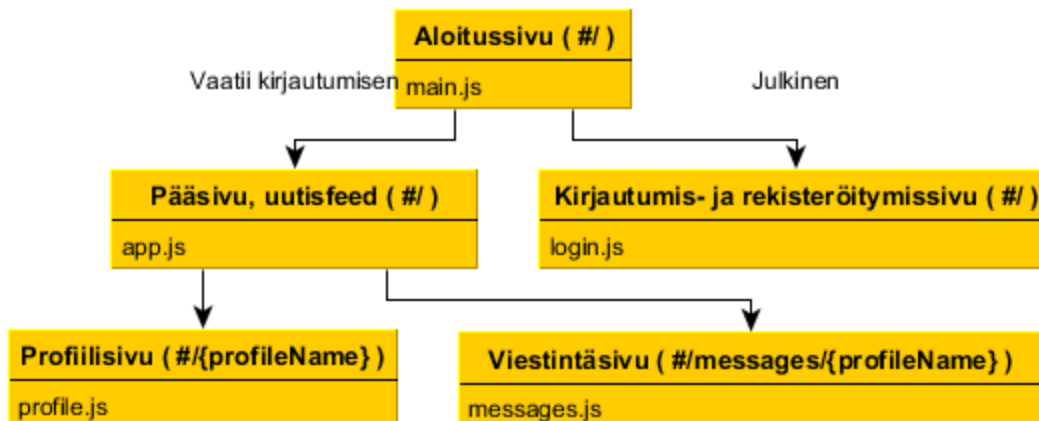 Aloitussivu ( #/ )
Vaatii kirjautumisen
main.js
Julkinen
Pääsivu, uutisfeed ( #/ )
app.js
Kirjautumis- ja rekisteröitymissivu ( #/ )
login.js
Profiilisivu ( #/{profileName} )
profile.js
Viestintäsivu ( #/messages/{profileName} )
messages.js